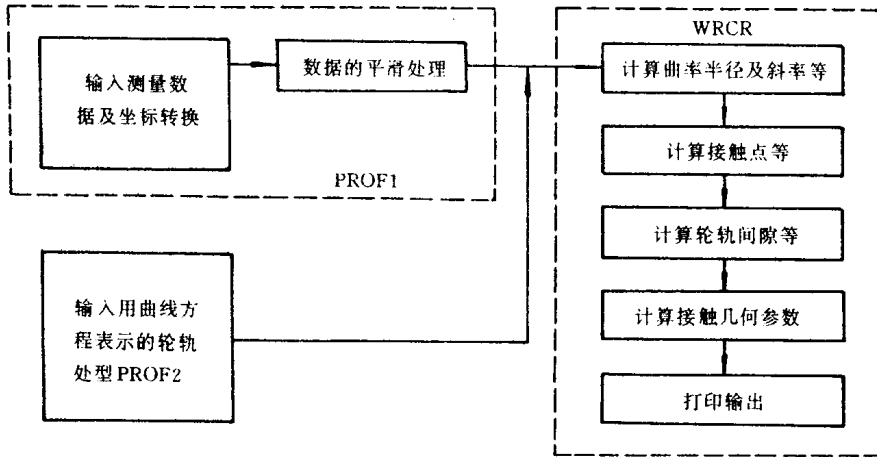 输入测量数
据及坐标转换
数据的平滑处理
PROF1
输入用曲线方
程表示的轮轨
处型PROF2
WRCR
计算曲率半径及斜率等
计算接触点等
计算轮轨间隙等
计算接触几何参数
打印输出